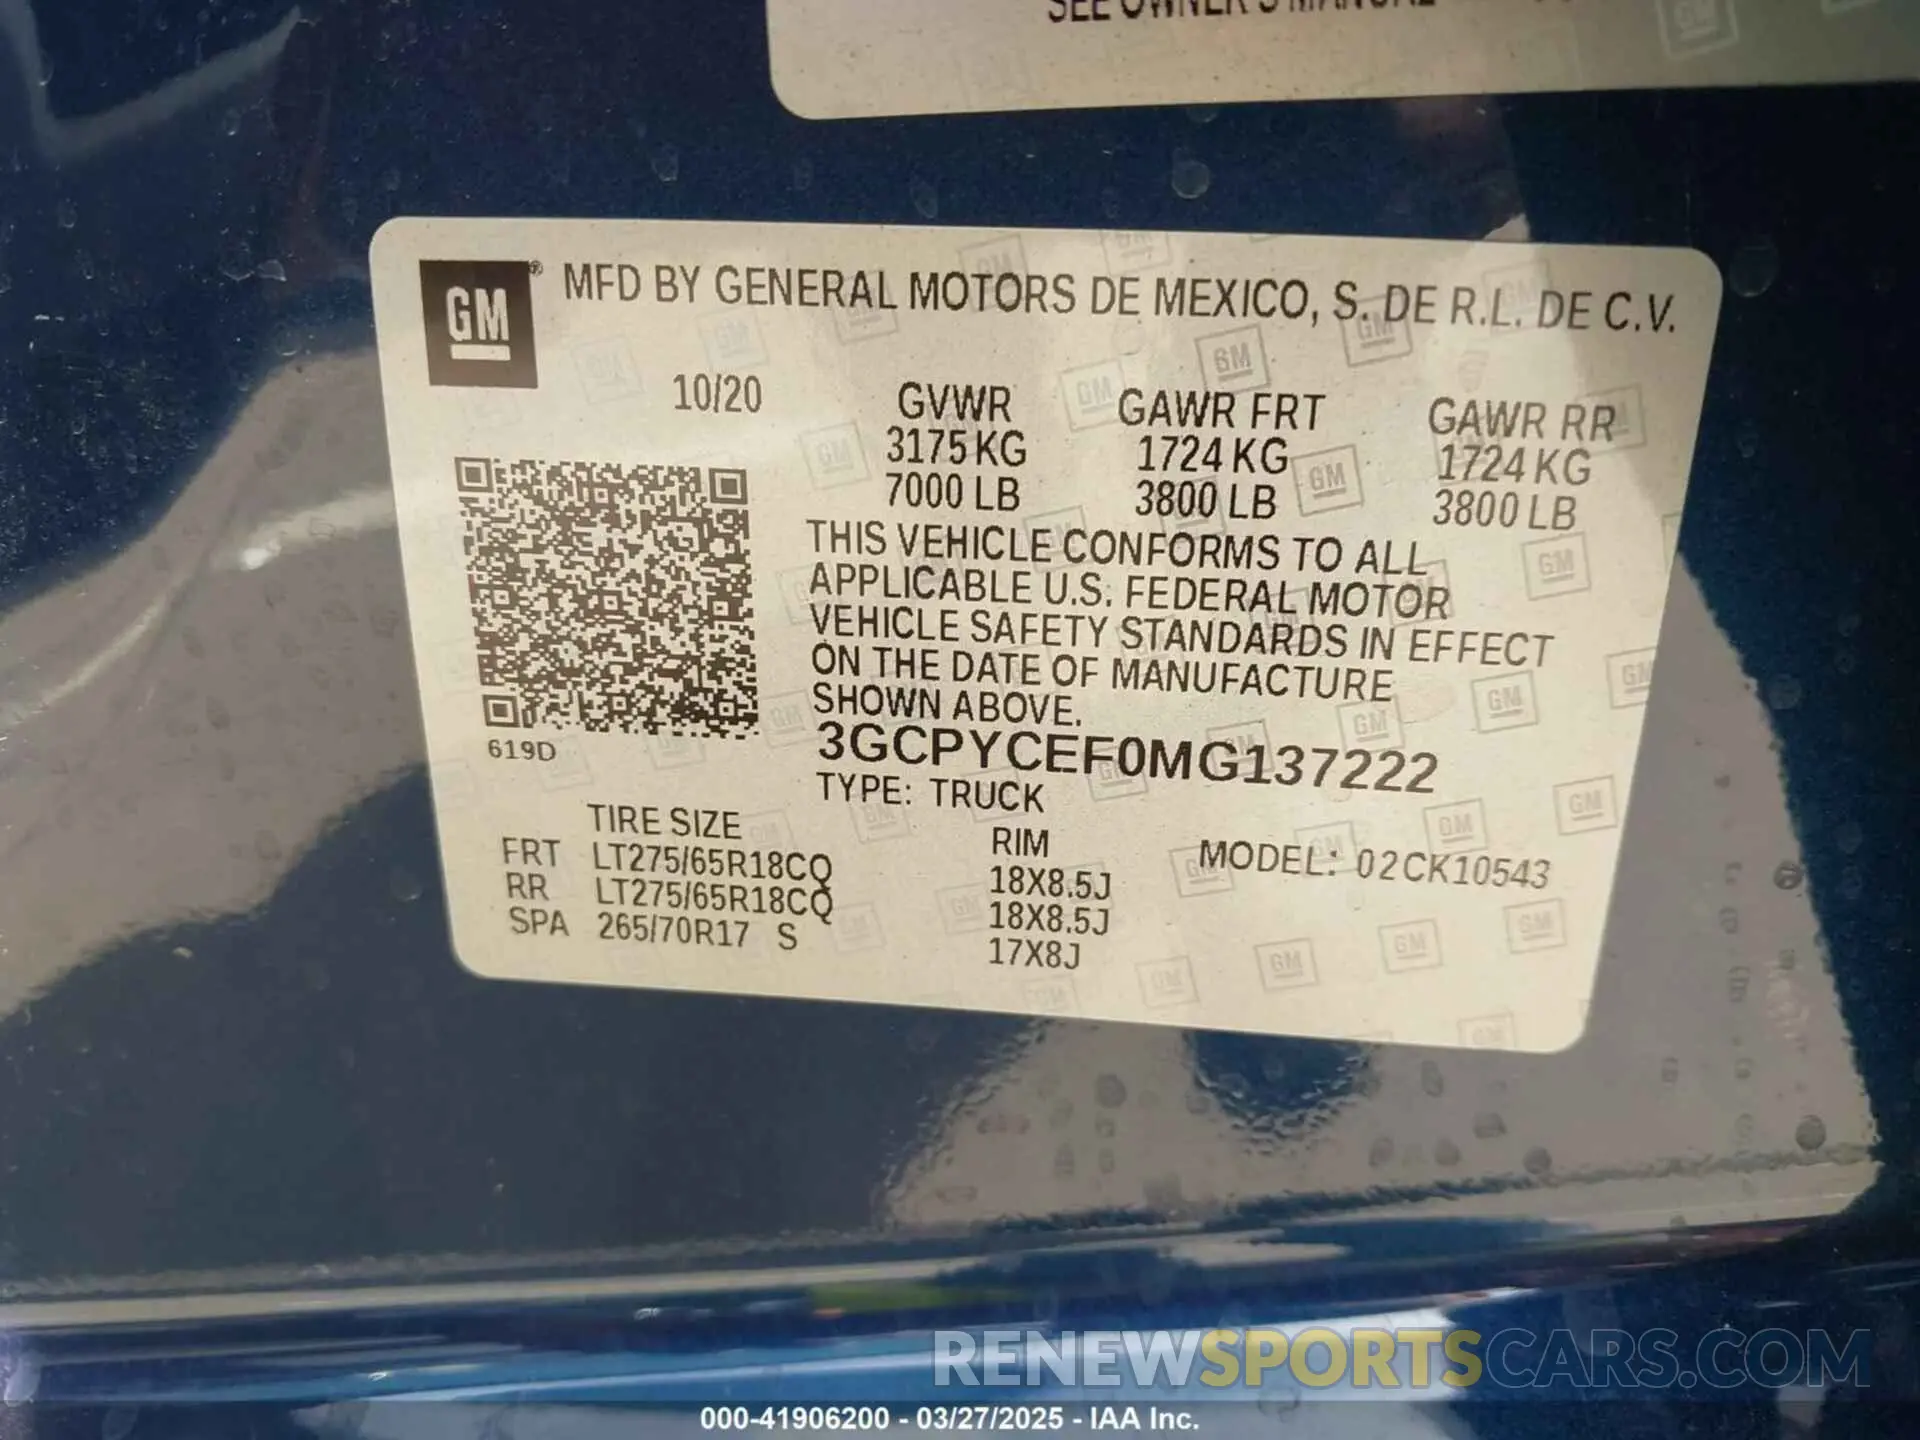 SEE OWNER'S MANUAL
GM ® MFD BY GENERAL MOTORS DE MEXICO, S. DE R.L. DE C.V.
10/20 GVWR GAWR FRT GAWR RR
3175 KG 1724 KG 1724 KG
7000 LB 3800 LB 3800 LB
THIS VEHICLE CONFORMS TO ALL
APPLICABLE U.S. FEDERAL MOTOR
VEHICLE SAFETY STANDARDS IN EFFECT
ON THE DATE OF MANUFACTURE
SHOWN ABOVE.
619D 3GCPYCEF0MG137222
TYPE: TRUCK
TIRE SIZE RIM MODEL: 02CK10543
FRT LT275/65R18CQ 18X8.5J
RR LT275/65R18CQ 18X8.5J
SPA 265/70R17 S 17X8J
RENEWSPORTSCARS.COM
000-41906200 - 03/27/2025 - IAA Inc.